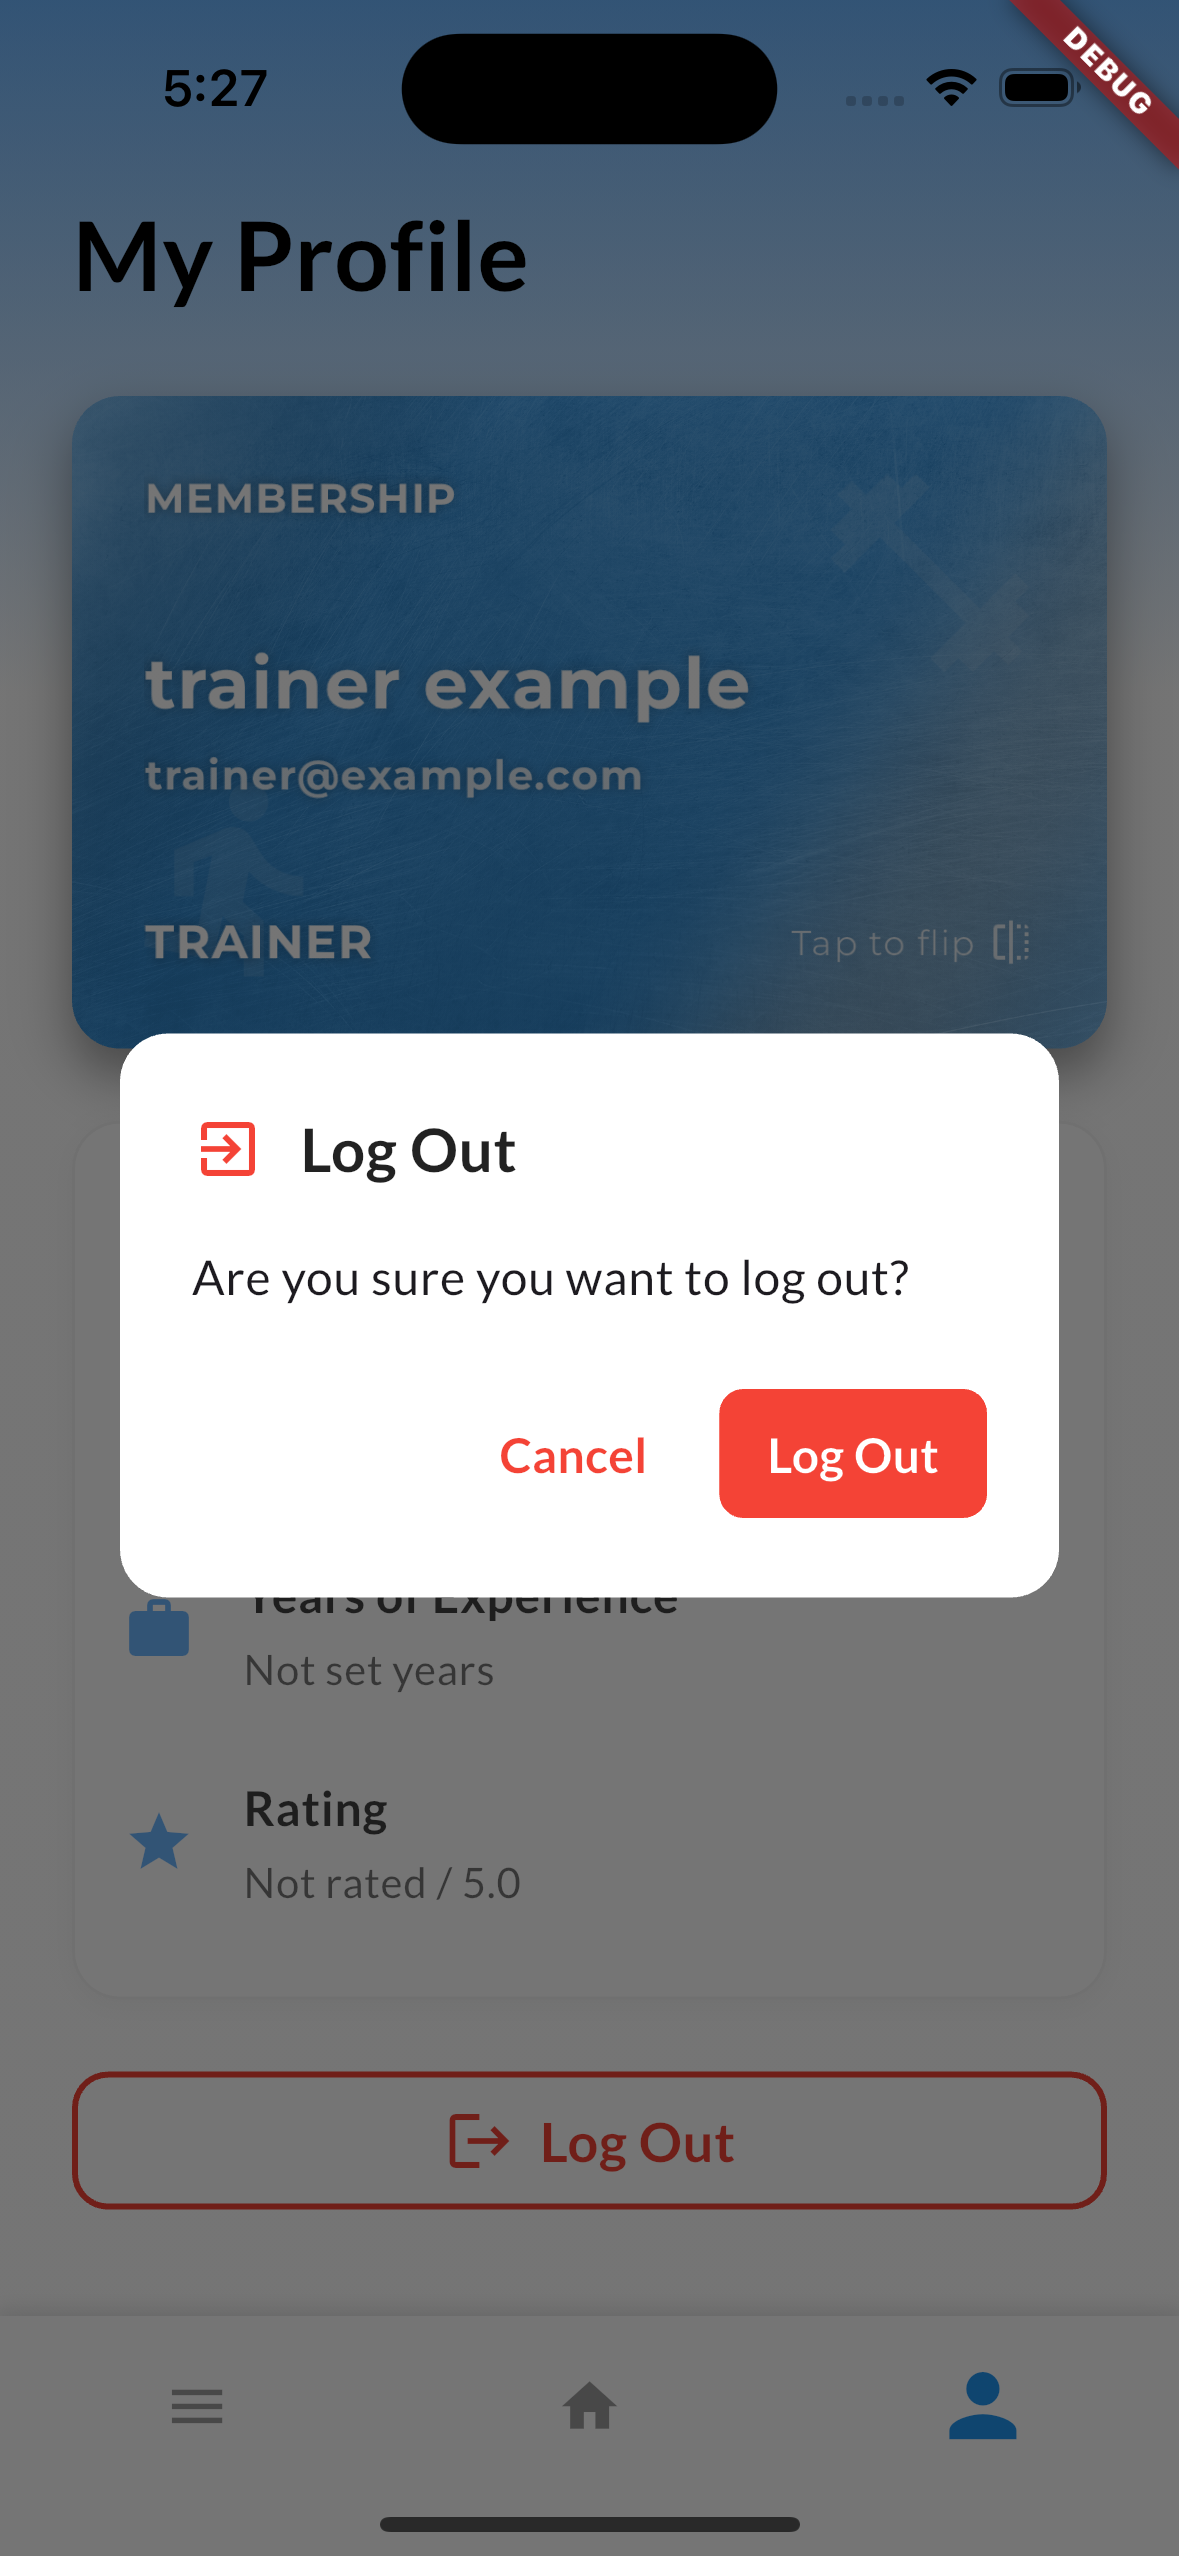 5:27
DEBUG
My Profile
MEMBERSHIP
trainer example
trainer@example.com
TRAINER
Tap to flip
Log Out
Are you sure you want to log out?
Cancel
Log Out
Years of Experience
Not set years
Rating
Not rated / 5.0
Log Out